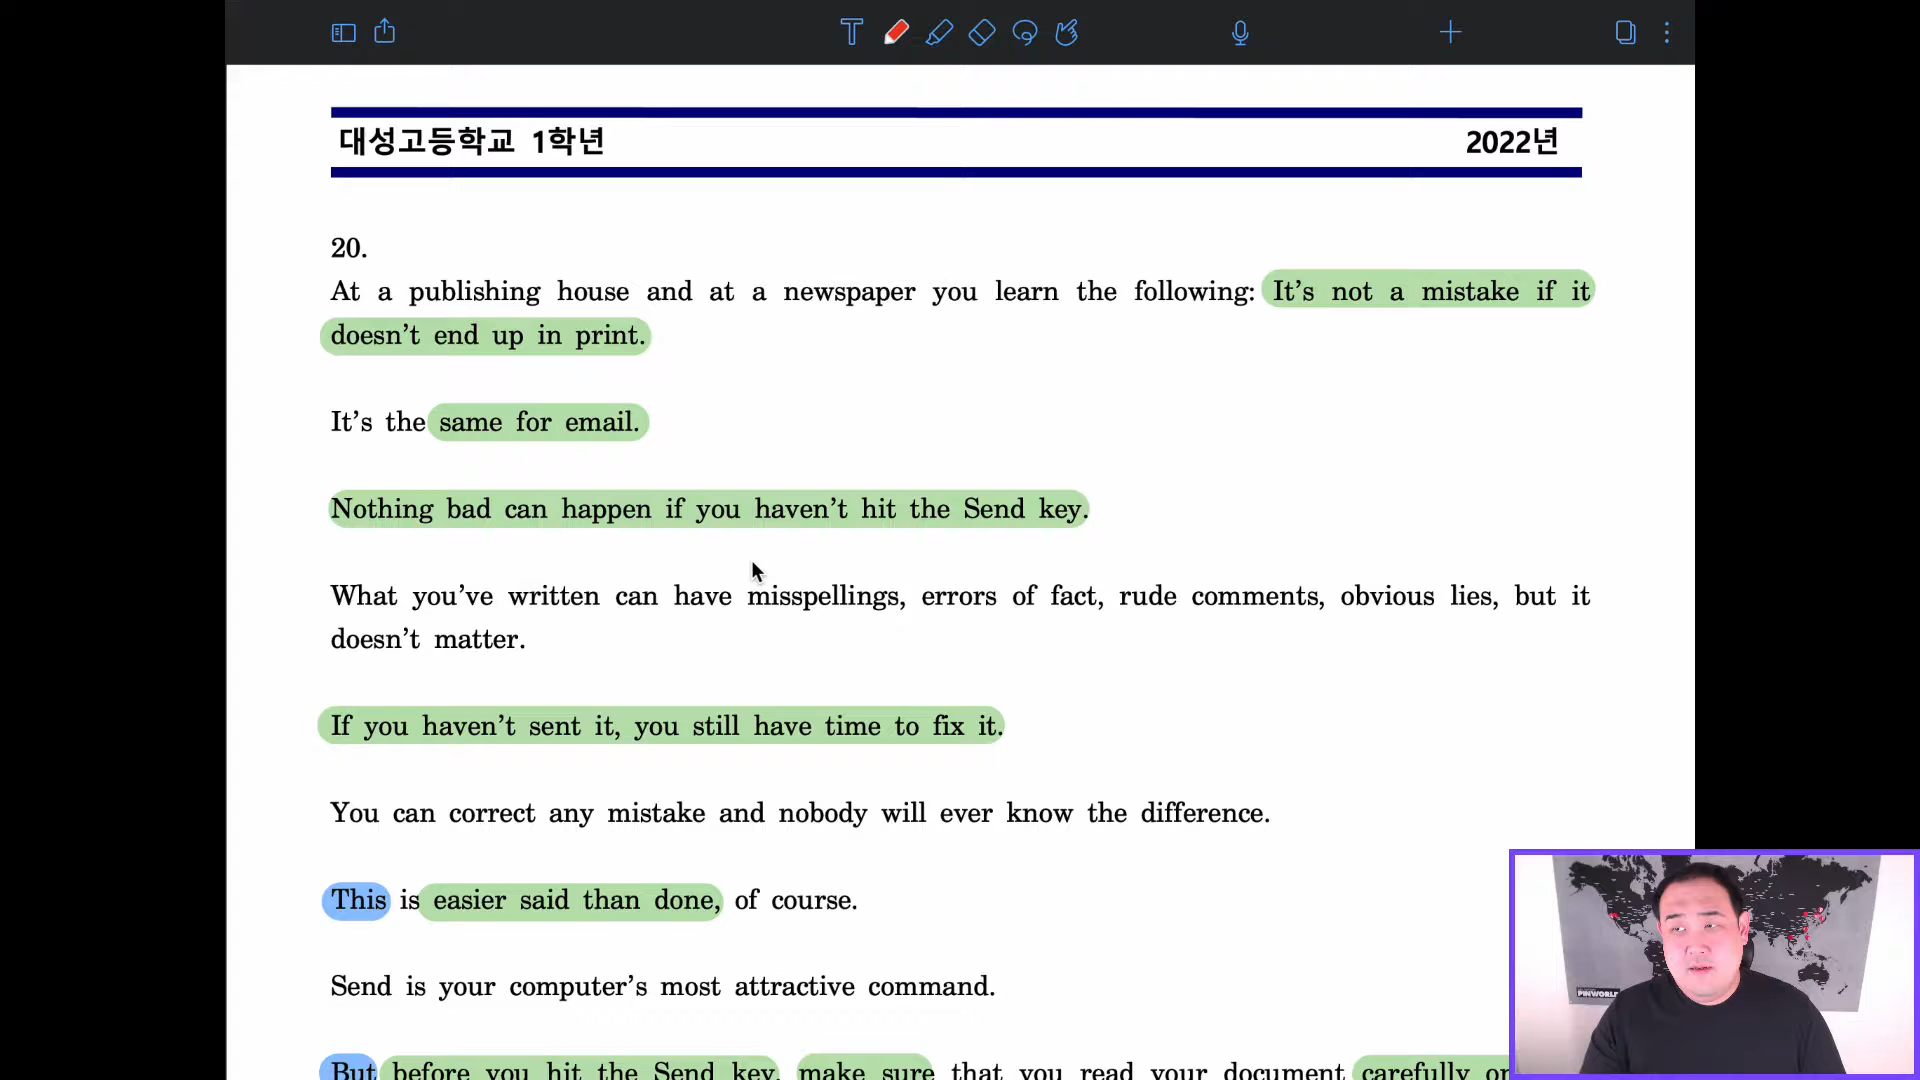 대성고등학교 1학년
2022년
20.
At a publishing house and at a newspaper you learn the following: It's not a mistake if it
doesn't end up in print.
It's the same for email.
Nothing bad can happen if you haven't hit the Send key.
What you've written can have misspellings, errors of fact, rude comments, obvious lies, but it
doesn't matter.
If you haven't sent it, you still have time to fix it.
You can correct any mistake and nobody will ever know the difference.
This is easier said than done, of course.
Send is your computer's most attractive command.
But before you hit the Send key, make sure that you read your document carefully
PINWORLD